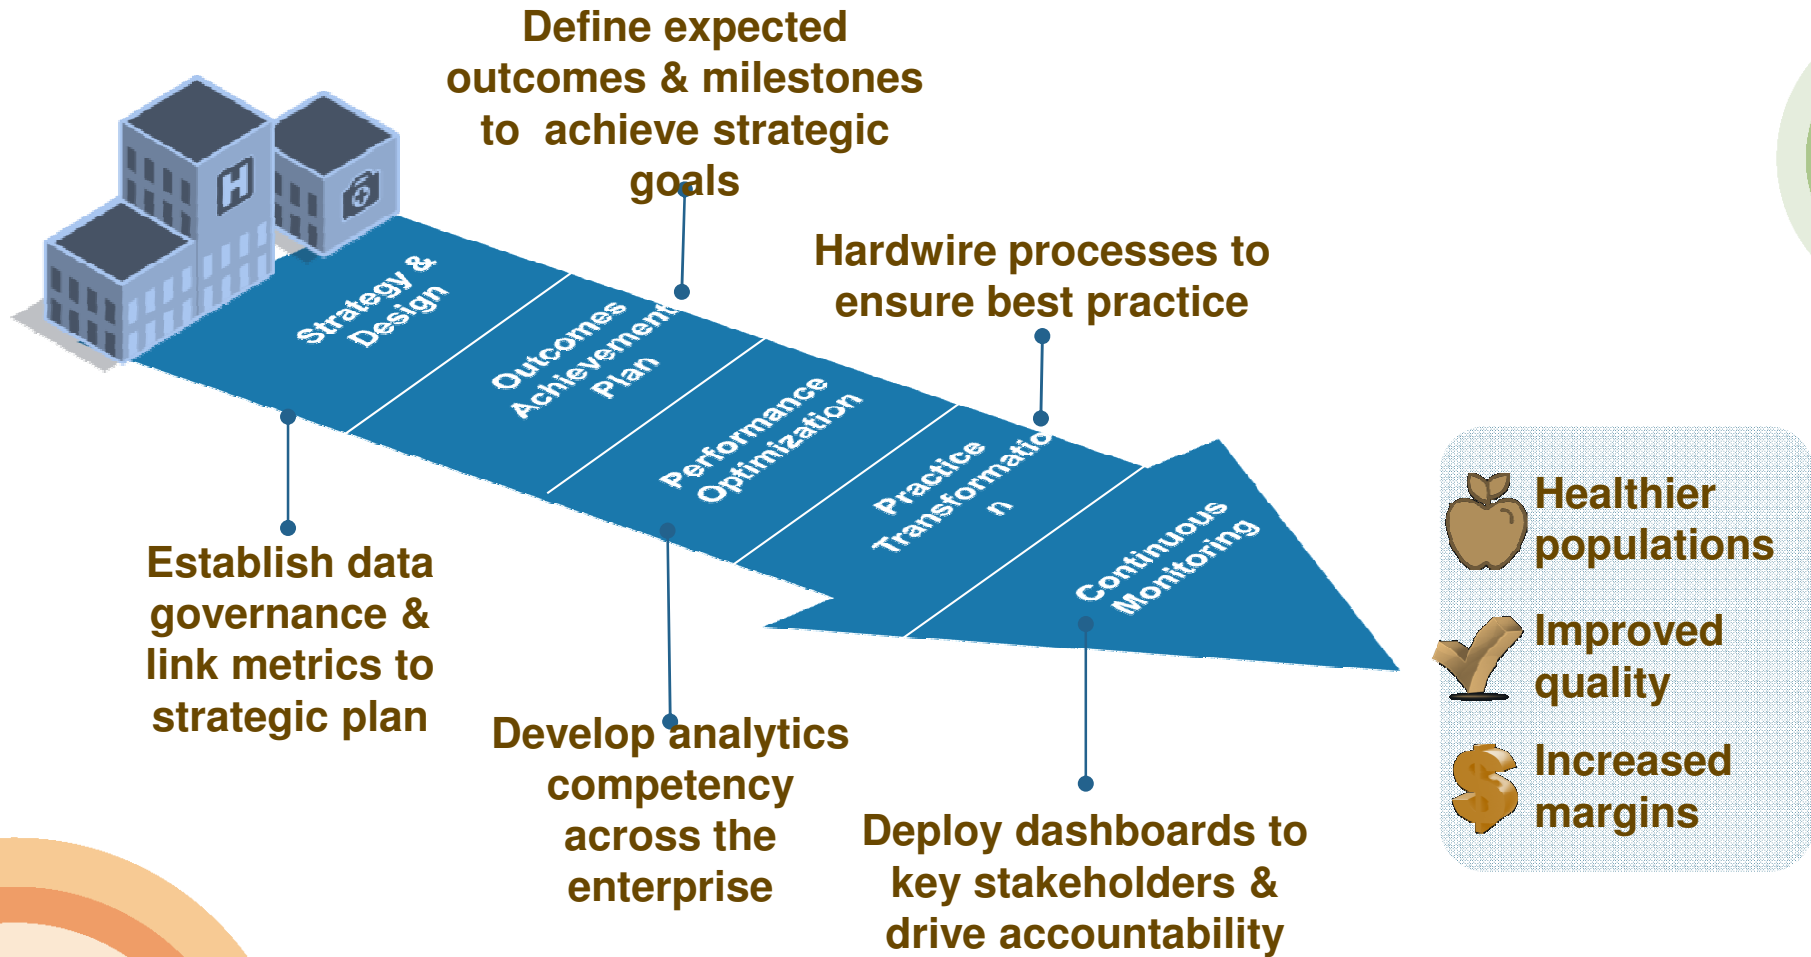 Define expected
outcomes & milestones
to achieve strategic
goals
H
Hardwire processes to
ensure best practice
Strategy &
Design
Outcomes
Achievement
Plan
Performance
Optimization
Practice
Transformatio
n
Continuous
Monitoring
Establish data
governance &
link metrics to
strategic plan
Develop analytics
competency
across the
enterprise
Deploy dashboards to
key stakeholders &
drive accountability
Healthier
populations
Improved
quality
$
Increased
margins